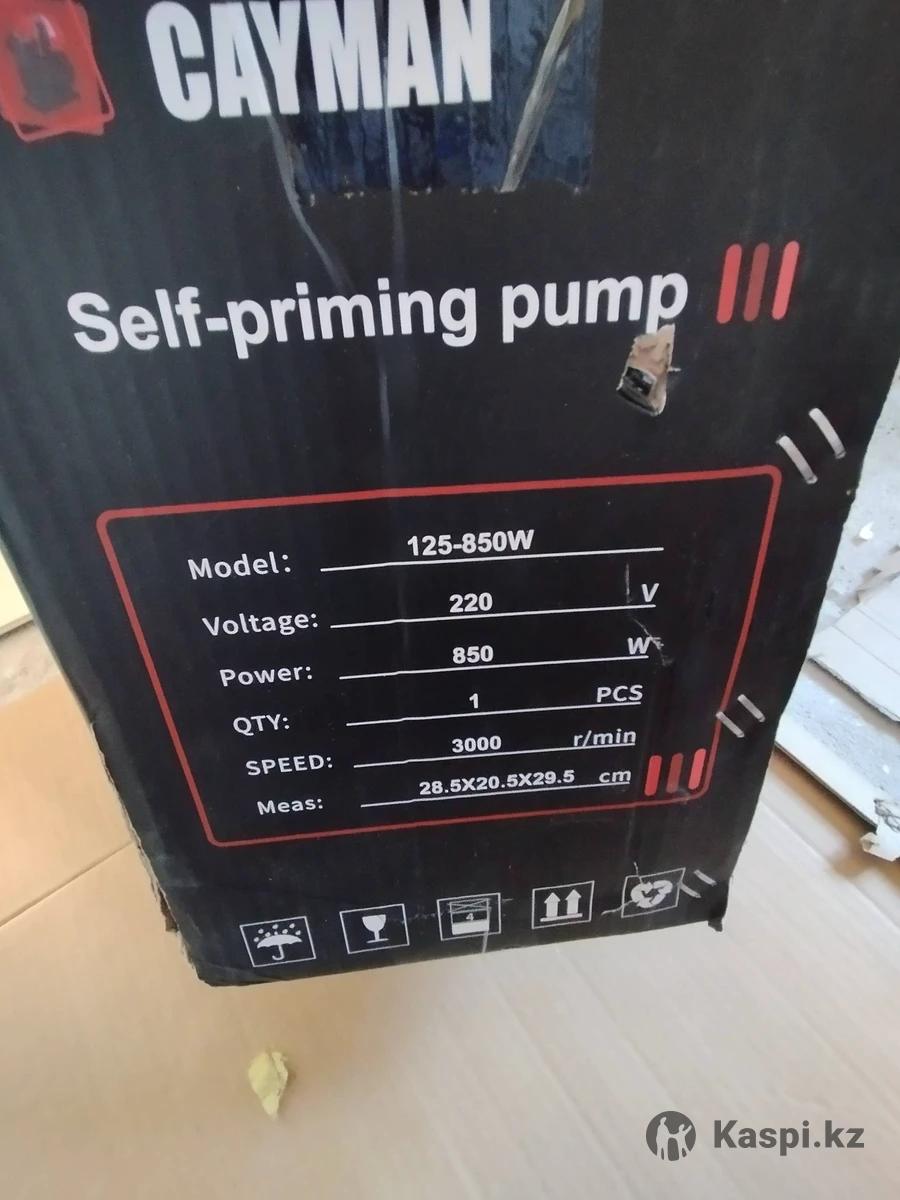 CAYMAN
Self-priming pump
Model: 125-850W
Voltage: 220 V
Power: 850 W
QTY: 1 PCS
SPEED: 3000 r/min
Meas: 28.5X20.5X29.5 cm
4
Kaspi.kz